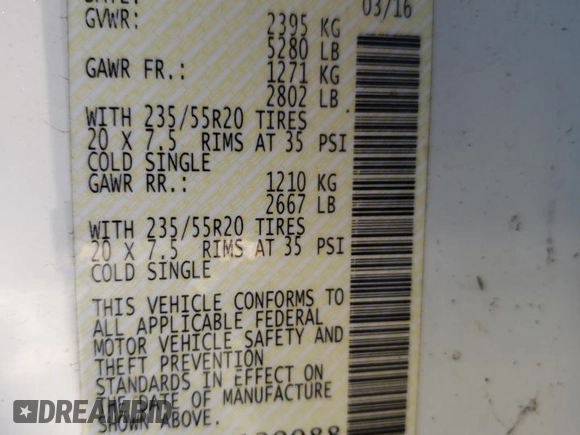 DATE:
03/16
GVWR: 2395 KG
5280 LB
GAWR FR.: 1271 KG
2802 LB
WITH 235/55R20 TIRES
20 X 7.5 RIMS AT 35 PSI
COLD SINGLE
GAWR RR.: 1210 KG
2667 LB
WITH 235/55R20 TIRES
20 X 7.5 RIMS AT 35 PSI
COLD SINGLE
THIS VEHICLE CONFORMS TO
ALL APPLICABLE FEDERAL
MOTOR VEHICLE SAFETY AND
THEFT PREVENTION
STANDARDS IN EFFECT ON
THE DATE OF MANUFACTURE
SHOWN ABOVE.
DREAMBID